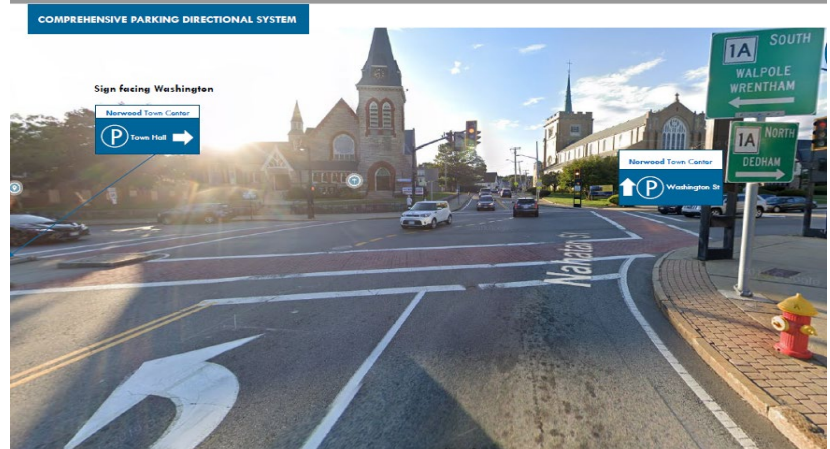 COMPREHENSIVE PARKING DIRECTIONAL SYSTEM
Sign facing Washington
Norwood Town Center
P Town Hall
Norwood Town Center
P Washington St
1A SOUTH
WALPOLE
WRENTHAM
1A NORTH
DEDHAM
Nahatan St